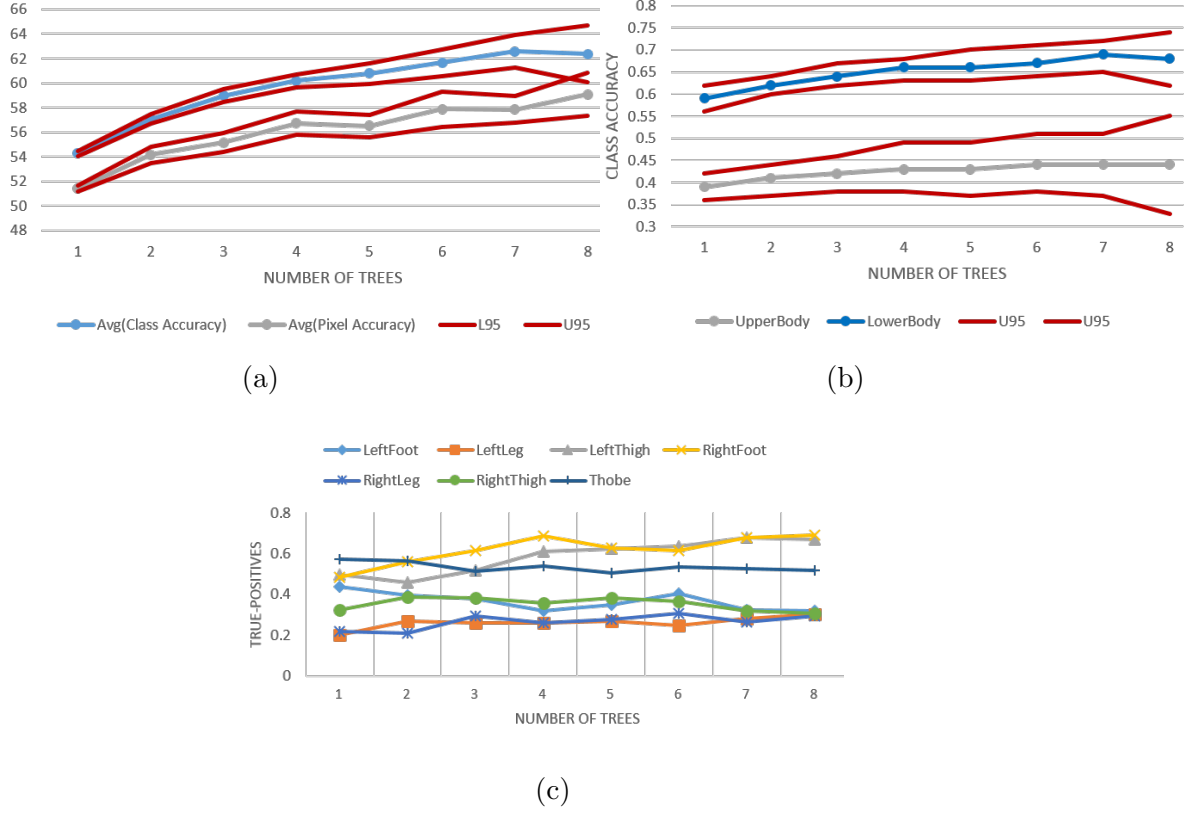 66
64
62
60
58
56
54
52
50
48
1 2 3 4 5 6 7 8
NUMBER OF TREES
Avg(Class Accuracy) Avg(Pixel Accuracy) L95 U95
(a)
CLASS ACCURACY
0.8
0.75
0.7
0.65
0.6
0.55
0.5
0.45
0.4
0.35
0.3
1 2 3 4 5 6 7 8
NUMBER OF TREES
UpperBody LowerBody U95 U95
(b)
LeftFoot LeftLeg LeftThigh RightFoot
RightLeg RightThigh Thobe
TRUE-POSITIVES
0.8
0.6
0.4
0.2
0
1 2 3 4 5 6 7 8
NUMBER OF TREES
(c)